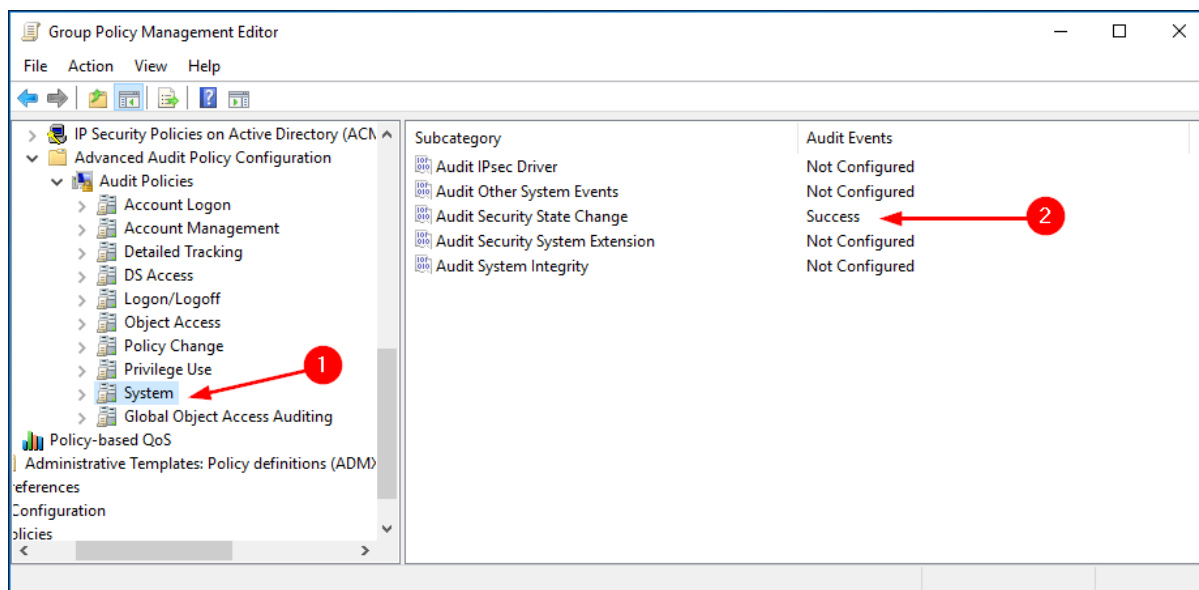 Group Policy Management Editor
File Action View Help
IP Security Policies on Active Directory (ACM
Advanced Audit Policy Configuration
Audit Policies
Account Logon
Account Management
Detailed Tracking
DS Access
Logon/Logoff
Object Access
Policy Change
Privilege Use
System
Global Object Access Auditing
Policy-based QoS
Administrative Templates: Policy definitions (ADMX
eferences
Configuration
olicies
1
Subcategory Audit Events
Audit IPsec Driver Not Configured
Audit Other System Events Not Configured
Audit Security State Change Success
2
Audit Security System Extension Not Configured
Audit System Integrity Not Configured